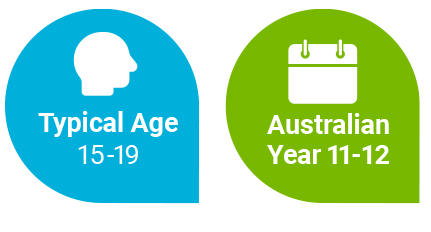 Typical Age
15-19
Australian
Year 11-12